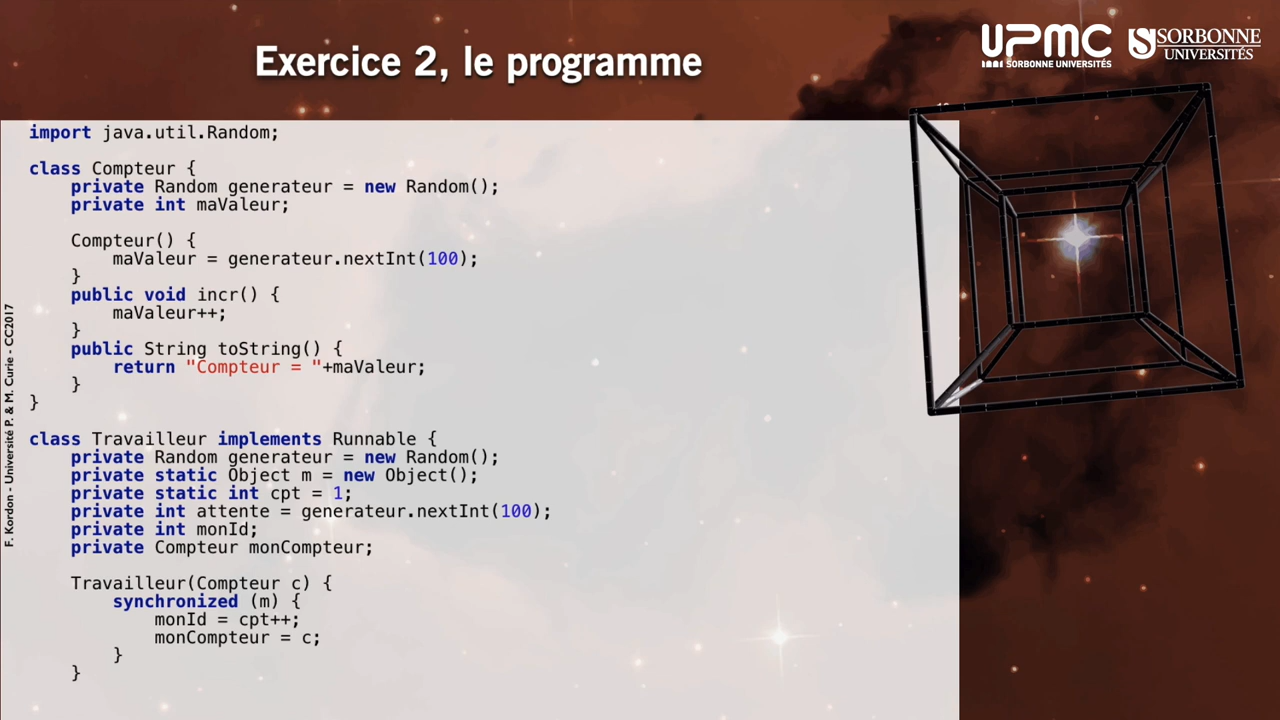 Exercice 2, le programme
UPMC
SORBONNE UNIVERSITÉS
SORBONNE
UNIVERSITÉS
import java.util.Random;
class Compteur {
    private Random generateur = new Random();
    private int maValeur;
    Compteur() {
        maValeur = generateur.nextInt(100);
    }
    public void incr() {
        maValeur++;
    }
    public String toString() {
        return "Compteur = "+maValeur;
    }
}
class Travailleur implements Runnable {
    private Random generateur = new Random();
    private static Object m = new Object();
    private static int cpt = 1;
    private int attente = generateur.nextInt(100);
    private int monId;
    private Compteur monCompteur;
    Travailleur(Compteur c) {
        synchronized (m) {
            monId = cpt++;
            monCompteur = c;
        }
    }
F. Kordon - Université P. & M. Curie - CC2017